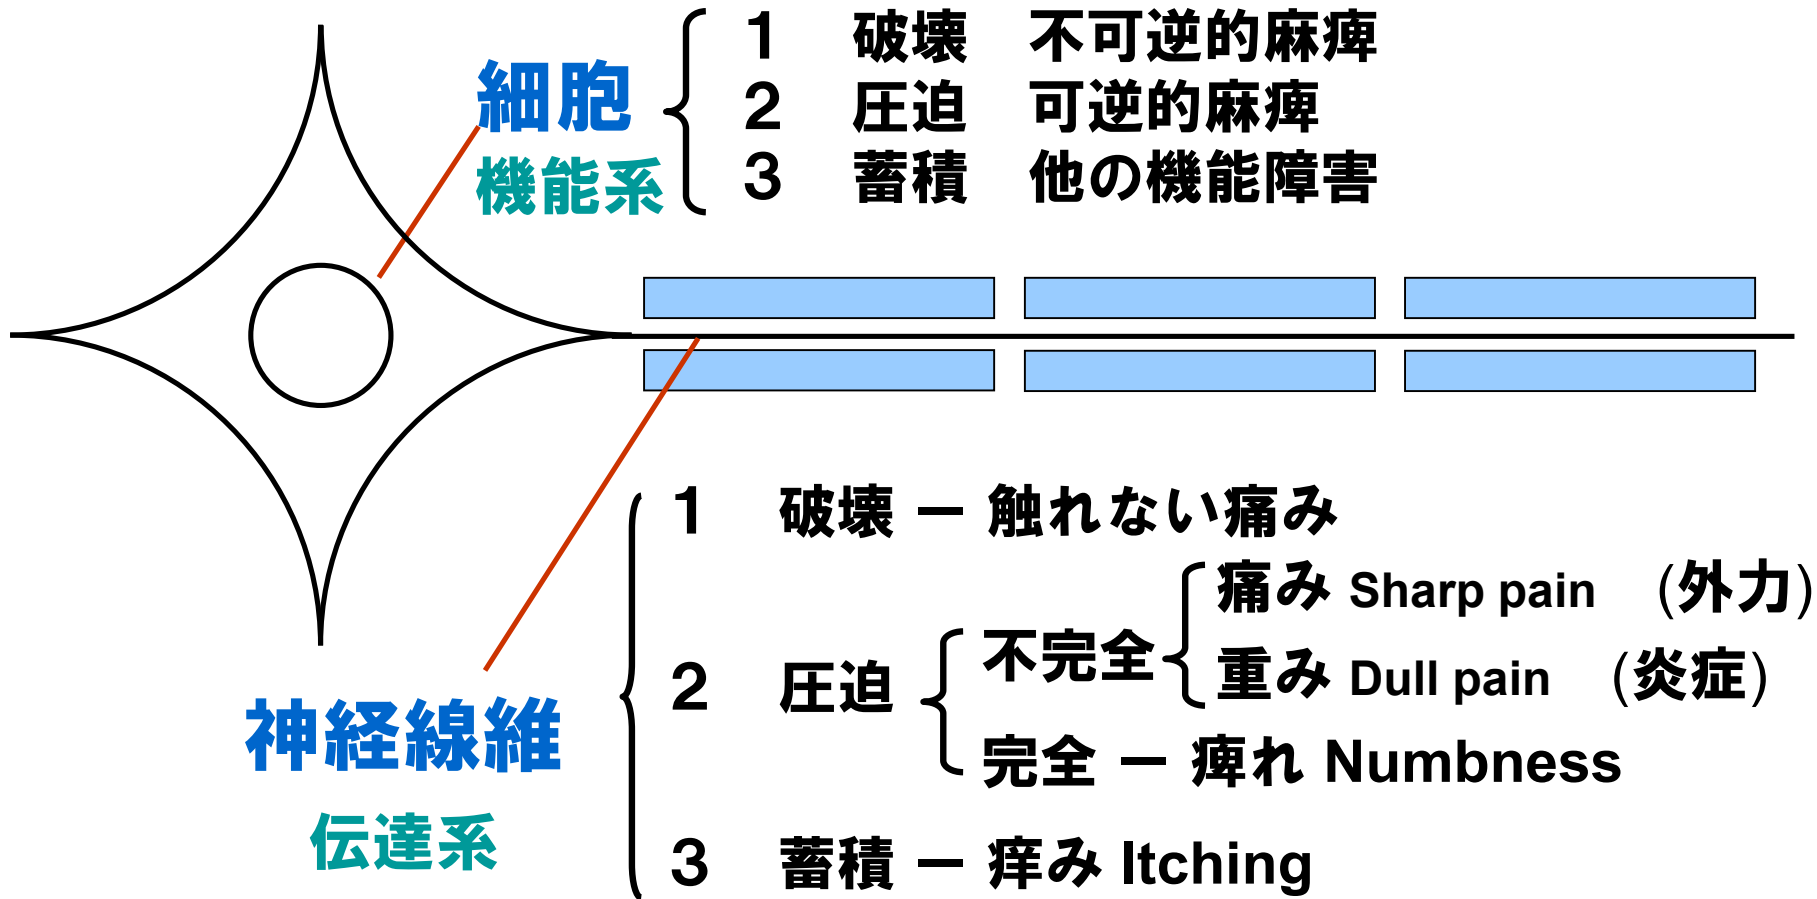 細胞
機能系
1 破壊 不可逆的麻痺
2 圧迫 可逆的麻痺
3 蓄積 他の機能障害
神経線維
伝達系
1 破壊 － 触れない痛み
2 圧迫
不完全
痛み Sharp pain (外力)
重み Dull pain (炎症)
完全 － 痺れ Numbness
3 蓄積 － 痒み Itching